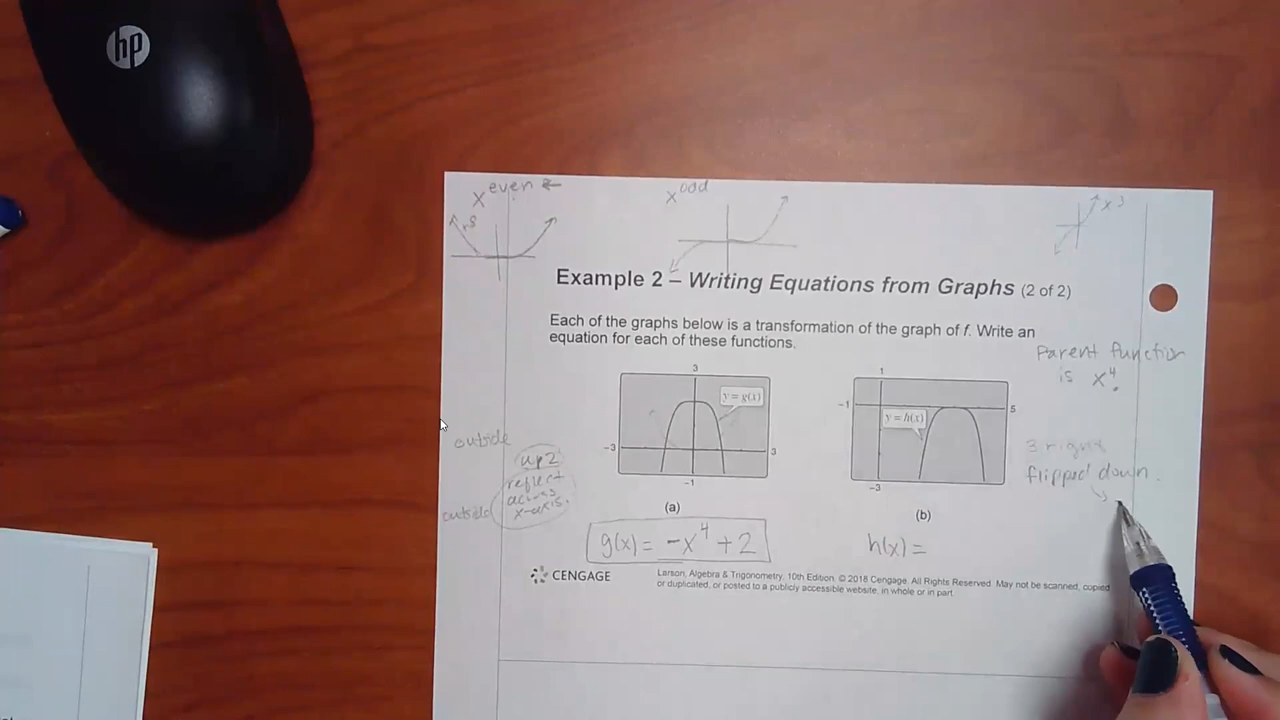 hp
x^even ←
x^odd
x^3
x^8
Example 2 – Writing Equations from Graphs (2 of 2)
Each of the graphs below is a transformation of the graph of f. Write an
equation for each of these functions.
Parent function
is x^4.
3
y = g(x)
-3
3
-1
(a)
1
-1
5
y = h(x)
-3
(b)
outside
up 2
reflect
across
x-axis.
outside
3 right
flipped down.
g(x) = -x^4 + 2
h(x) =
CENGAGE
Larson, Algebra & Trigonometry, 10th Edition. © 2018 Cengage. All Rights Reserved. May not be scanned, copied
or duplicated, or posted to a publicly accessible website, in whole or in part.